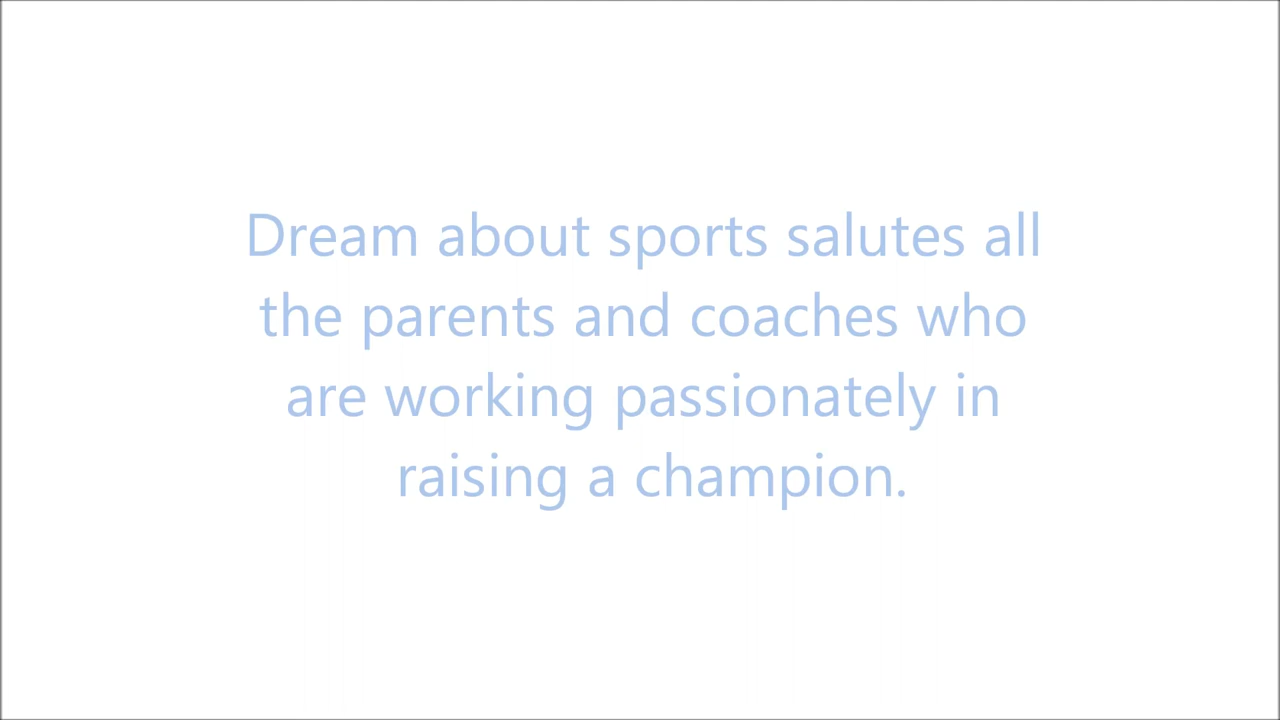 Dream about sports salutes all
the parents and coaches who
are working passionately in
raising a champion.